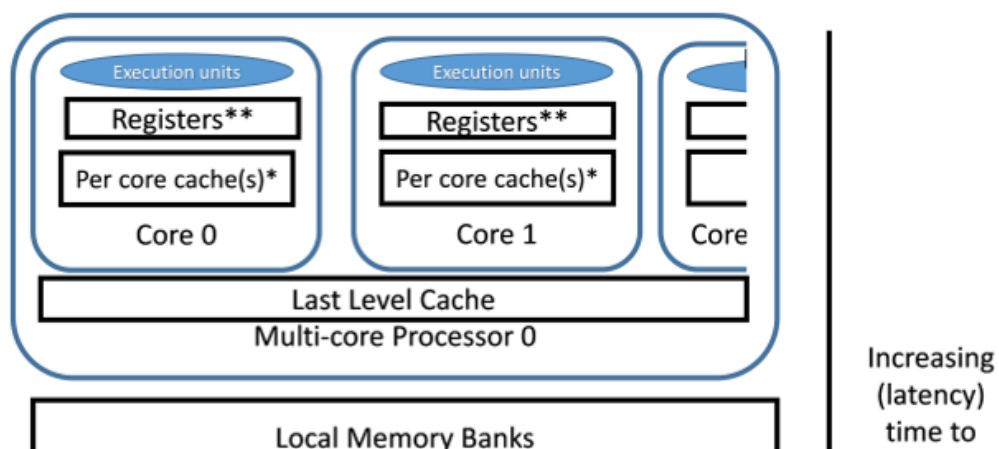 Execution units
Registers**
Per core cache(s)*
Core 0
Execution units
Registers**
Per core cache(s)*
Core 1
Core
Last Level Cache
Multi-core Processor 0
Local Memory Banks
Increasing
(latency)
time to